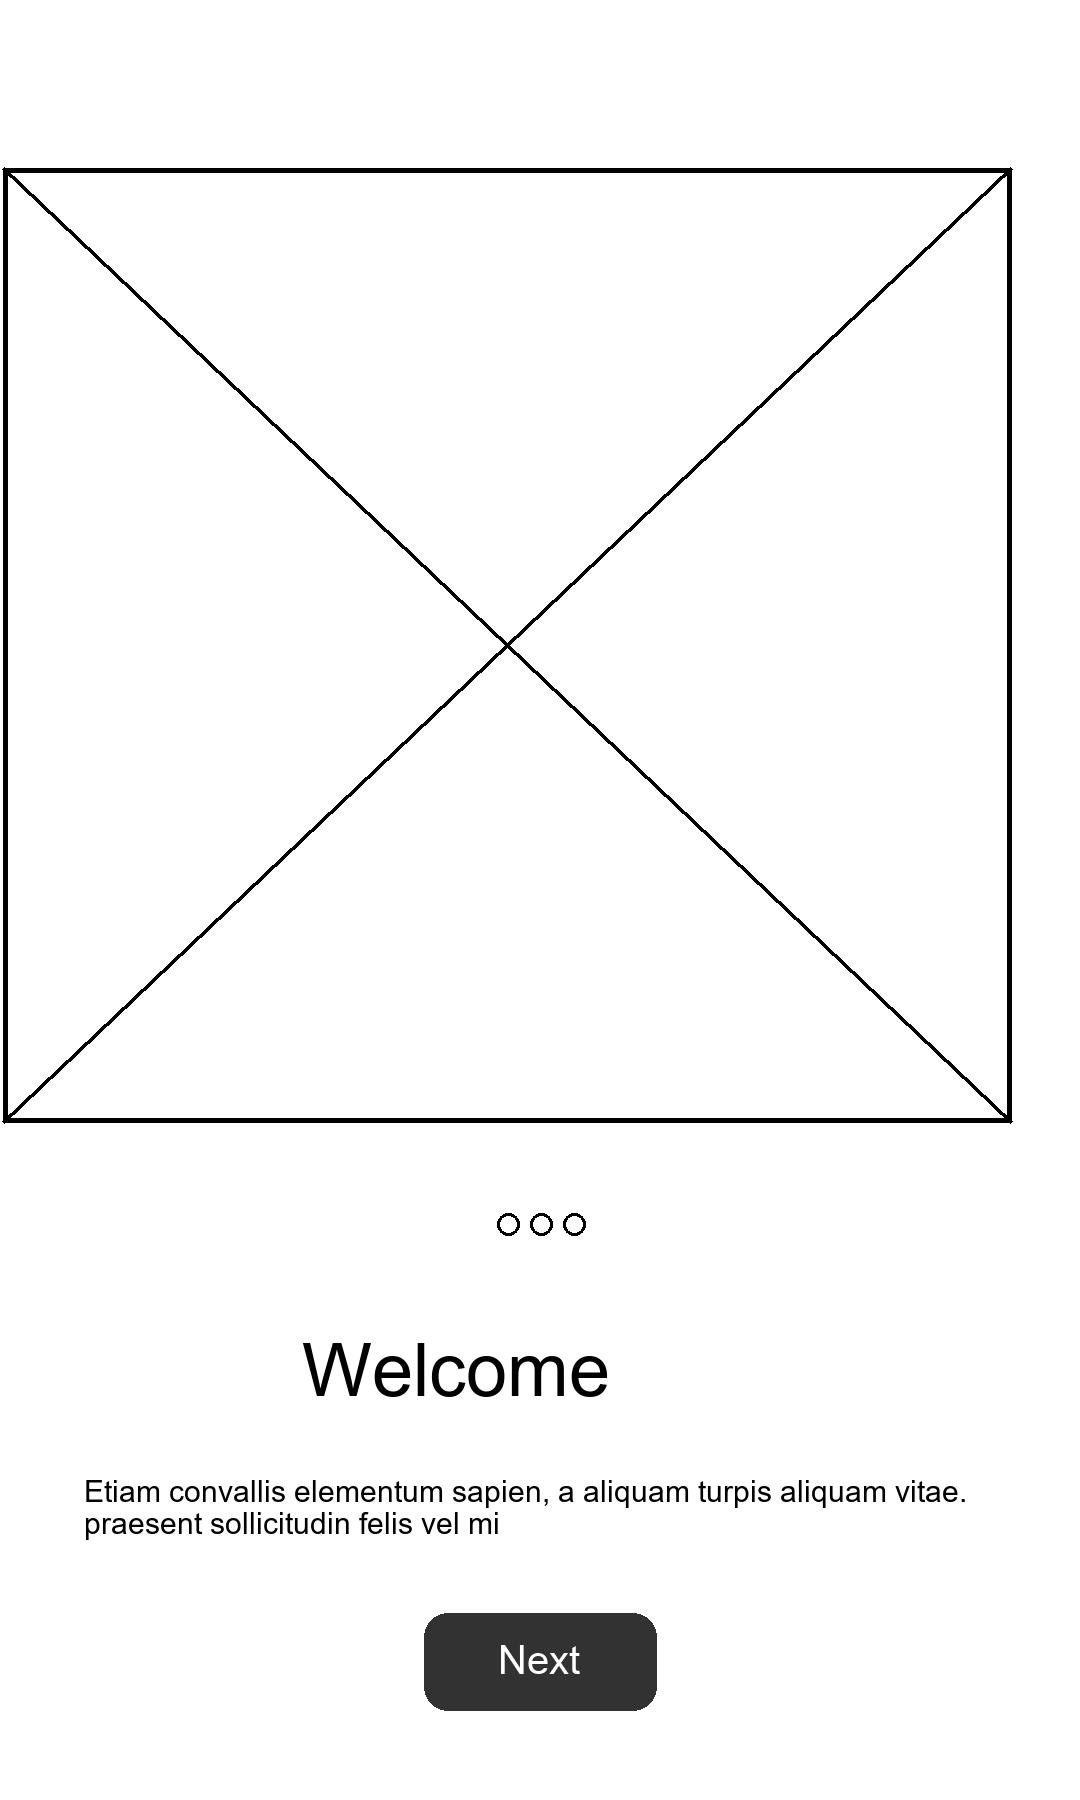 Welcome
Etiam convallis elementum sapien, a aliquam turpis aliquam vitae.
praesent sollicitudin felis vel mi
Next